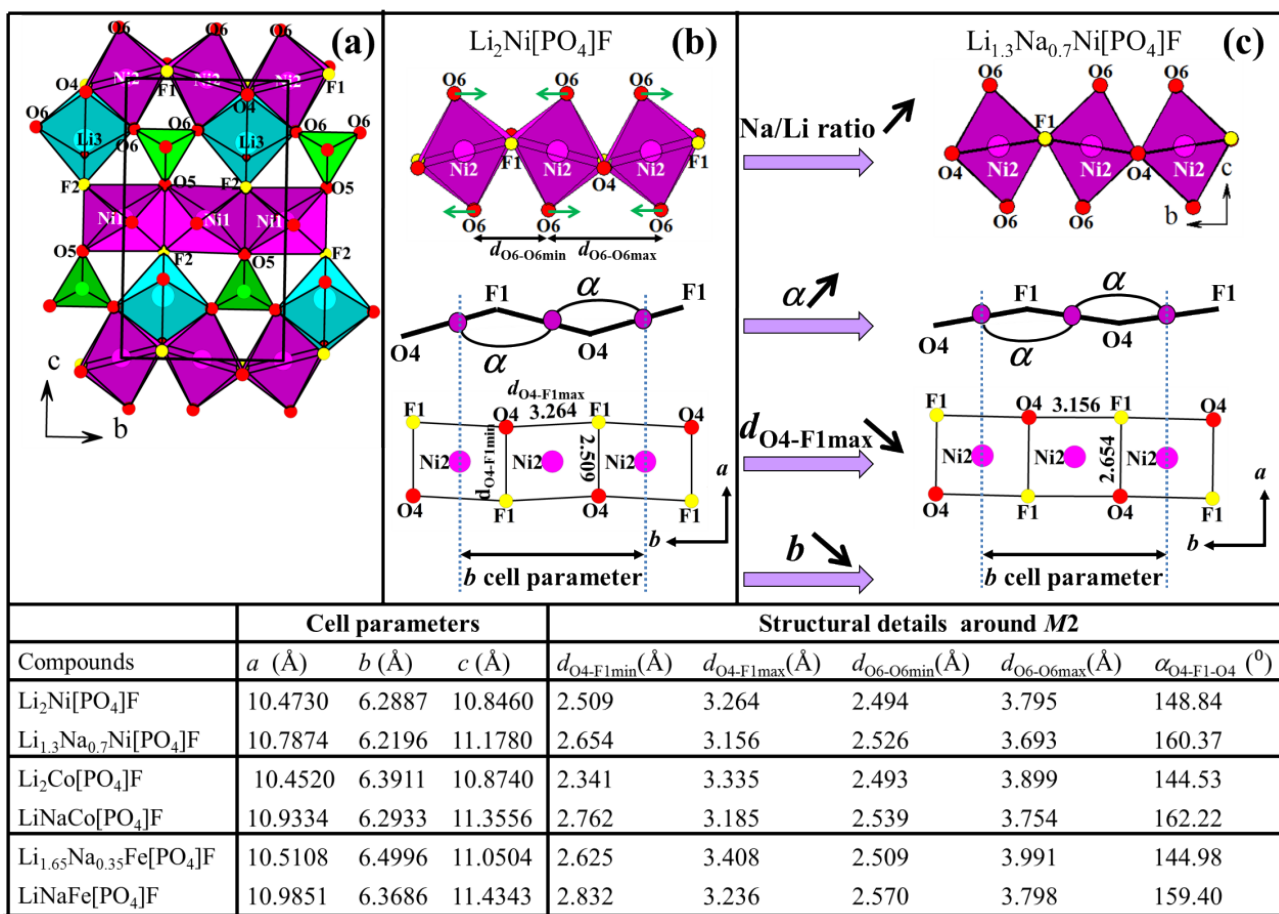 (a)
O6
O6
O6
Ni2
Ni2
Ni2
O4
F1
O4
F1
O6
Li3
O6
O6
Li3
O6
O6
O6
F2
O5
F2
O5
Ni1
Ni1
Ni1
O5
F2
O5
F2
c
b
Li2Ni[PO4]F
(b)
O6
O6
O6
F1
F1
Ni2
Ni2
Ni2
O4
O4
O6
O6
O6
dO6-O6min
dO6-O6max
F1
α
F1
O4
α
O4
dO4-F1max
F1
O4
3.264
F1
O4
Ni2
dO4-F1min
Ni2
2.509
Ni2
O4
F1
O4
F1
a
b
b cell parameter
Na/Li ratio
α
dO4-F1max
b
Li1.3Na0.7Ni[PO4]F
(c)
O6
O6
O6
F1
Ni2
Ni2
Ni2
O4
O4
O6
O6
O6
c
b
F1
α
F1
O4
α
O4
F1
O4
3.156
F1
O4
Ni2
Ni2
2.654
Ni2
O4
F1
O4
F1
a
b
b cell parameter
Cell parameters Structural details around M2
Compounds a (Å) b (Å) c (Å) dO4-F1min(Å) dO4-F1max(Å) dO6-O6min(Å) dO6-O6max(Å) αO4-F1-O4 (⁰)
Li2Ni[PO4]F 10.4730 6.2887 10.8460 2.509 3.264 2.494 3.795 148.84
Li1.3Na0.7Ni[PO4]F 10.7874 6.2196 11.1780 2.654 3.156 2.526 3.693 160.37
Li2Co[PO4]F 10.4520 6.3911 10.8740 2.341 3.335 2.493 3.899 144.53
LiNaCo[PO4]F 10.9334 6.2933 11.3556 2.762 3.185 2.539 3.754 162.22
Li1.65Na0.35Fe[PO4]F 10.5108 6.4996 11.0504 2.625 3.408 2.509 3.991 144.98
LiNaFe[PO4]F 10.9851 6.3686 11.4343 2.832 3.236 2.570 3.798 159.40